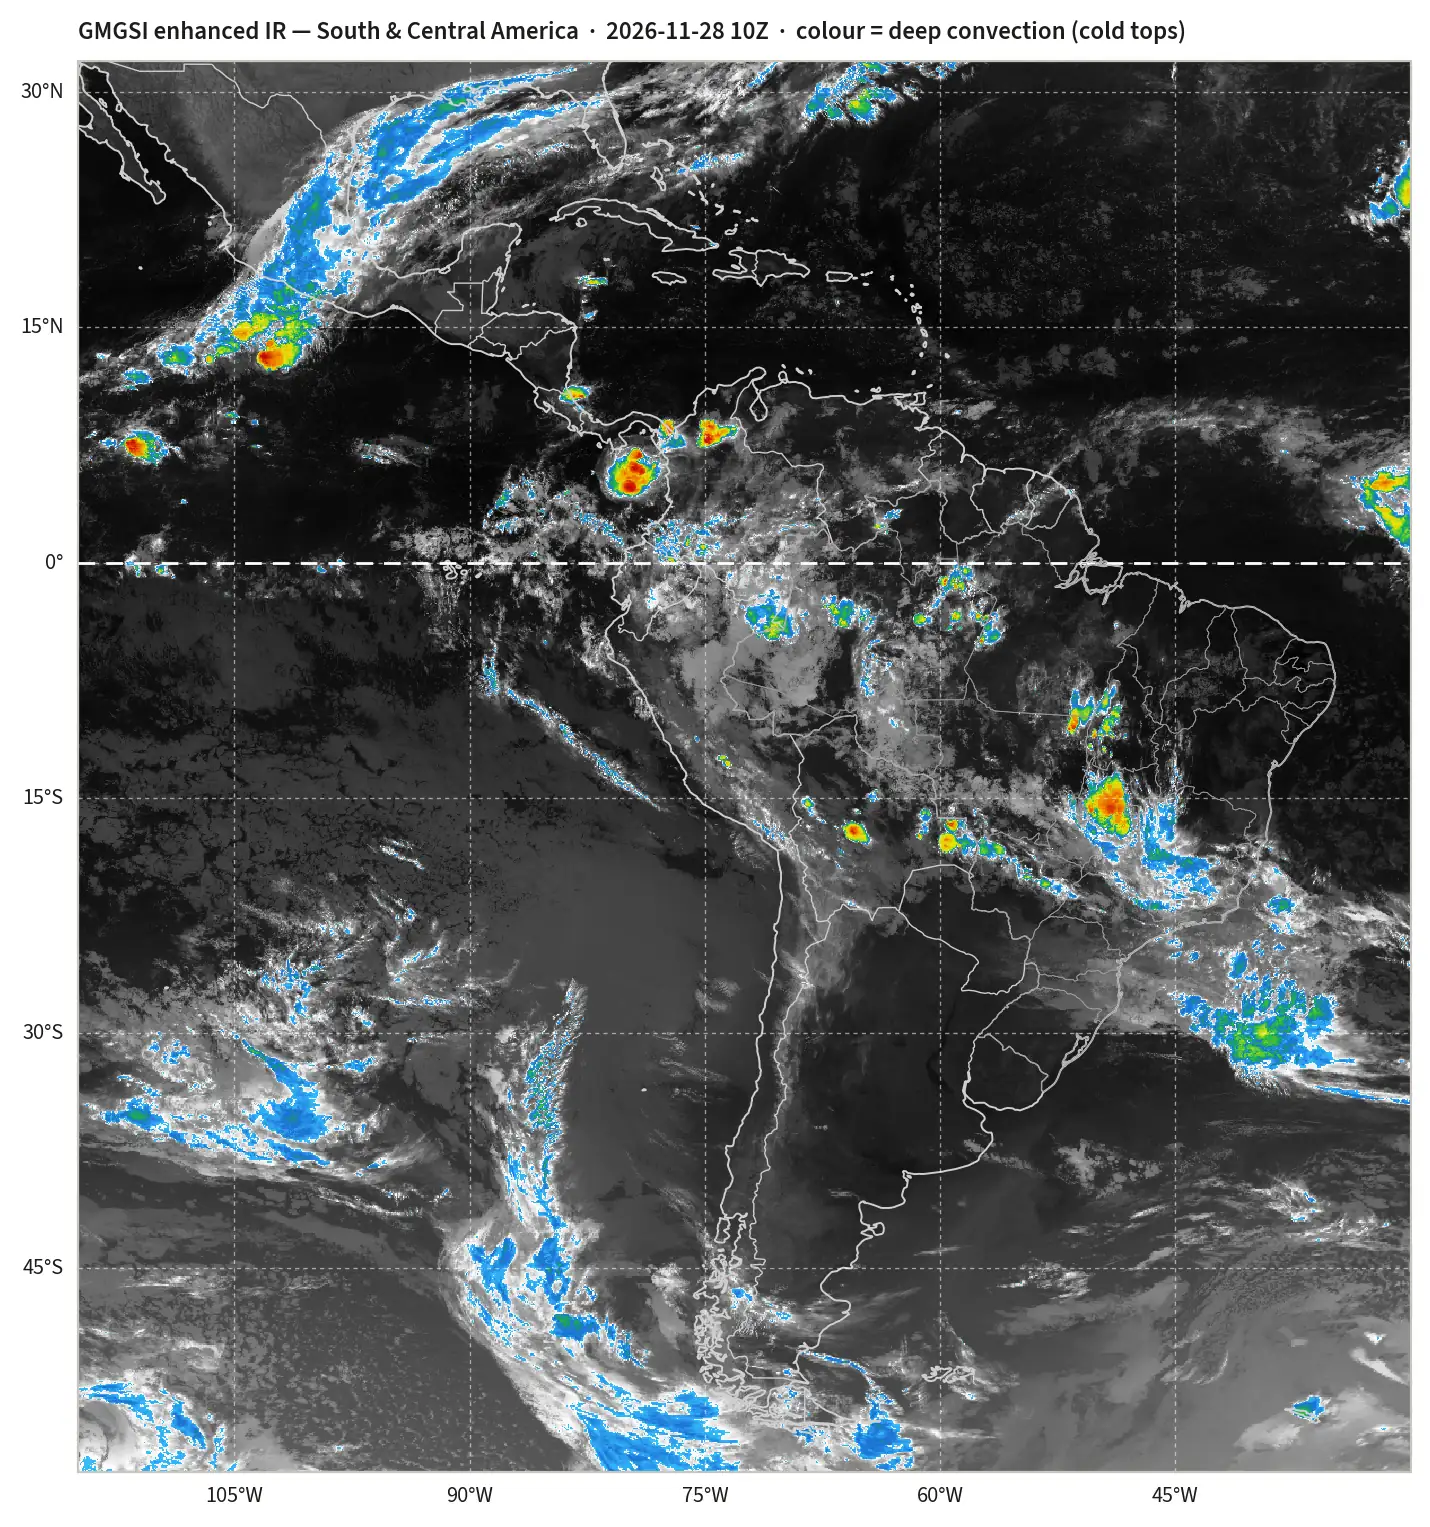 GMGSI enhanced IR — South & Central America · 2026-11-28 10Z · colour = deep convection (cold tops)
30°N
15°N
0°
15°S
30°S
45°S
105°W
90°W
75°W
60°W
45°W